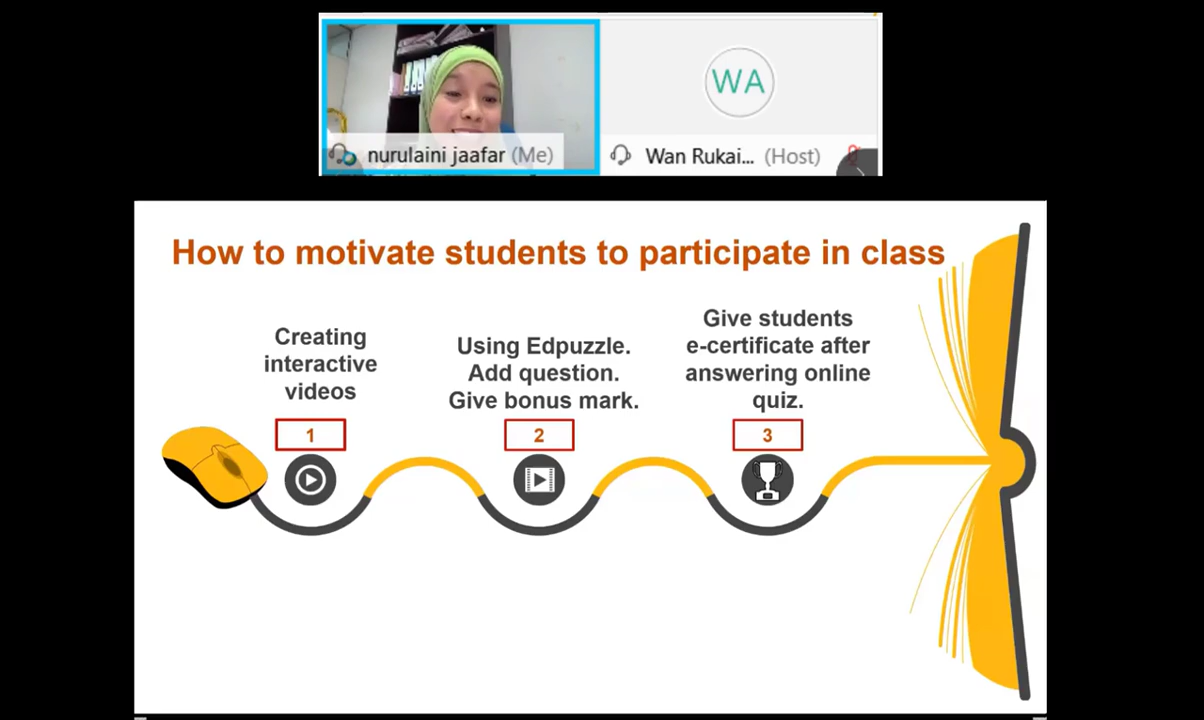 WA
nurulaini jaafar (Me)
Wan Rukai... (Host)
How to motivate students to participate in class
Creating
interactive
videos
1
Using Edpuzzle.
Add question.
Give bonus mark.
2
Give students
e-certificate after
answering online
quiz.
3